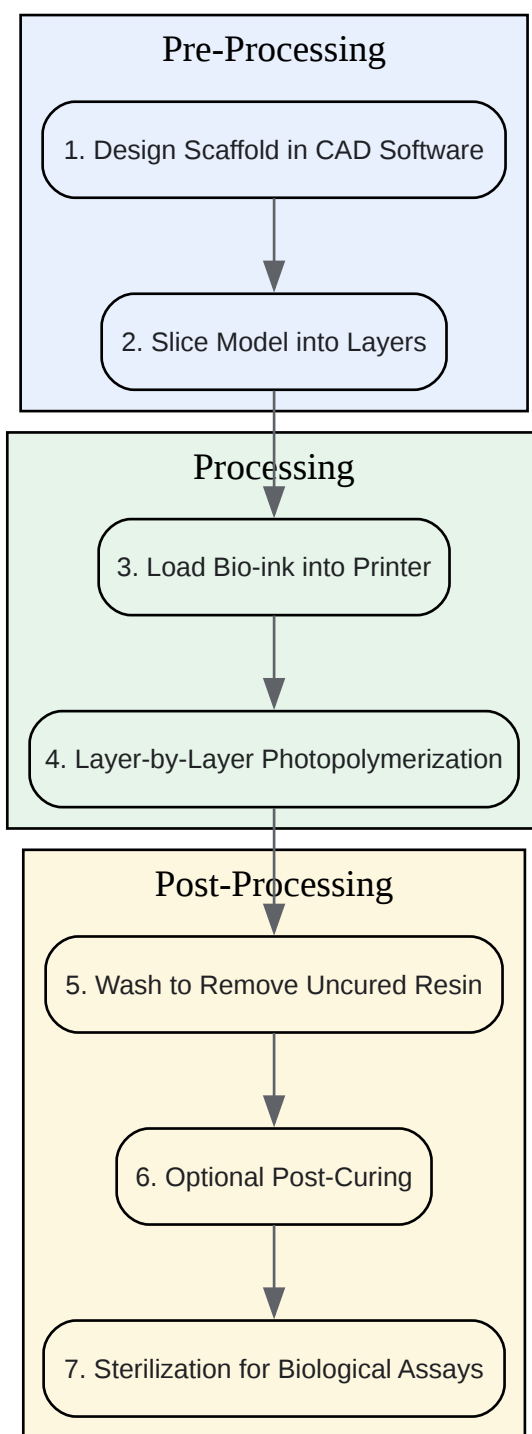 Pre-Processing
1. Design Scaffold in CAD Software
2. Slice Model into Layers
Processing
3. Load Bio-ink into Printer
4. Layer-by-Layer Photopolymerization
Post-Processing
5. Wash to Remove Uncured Resin
6. Optional Post-Curing
7. Sterilization for Biological Assays